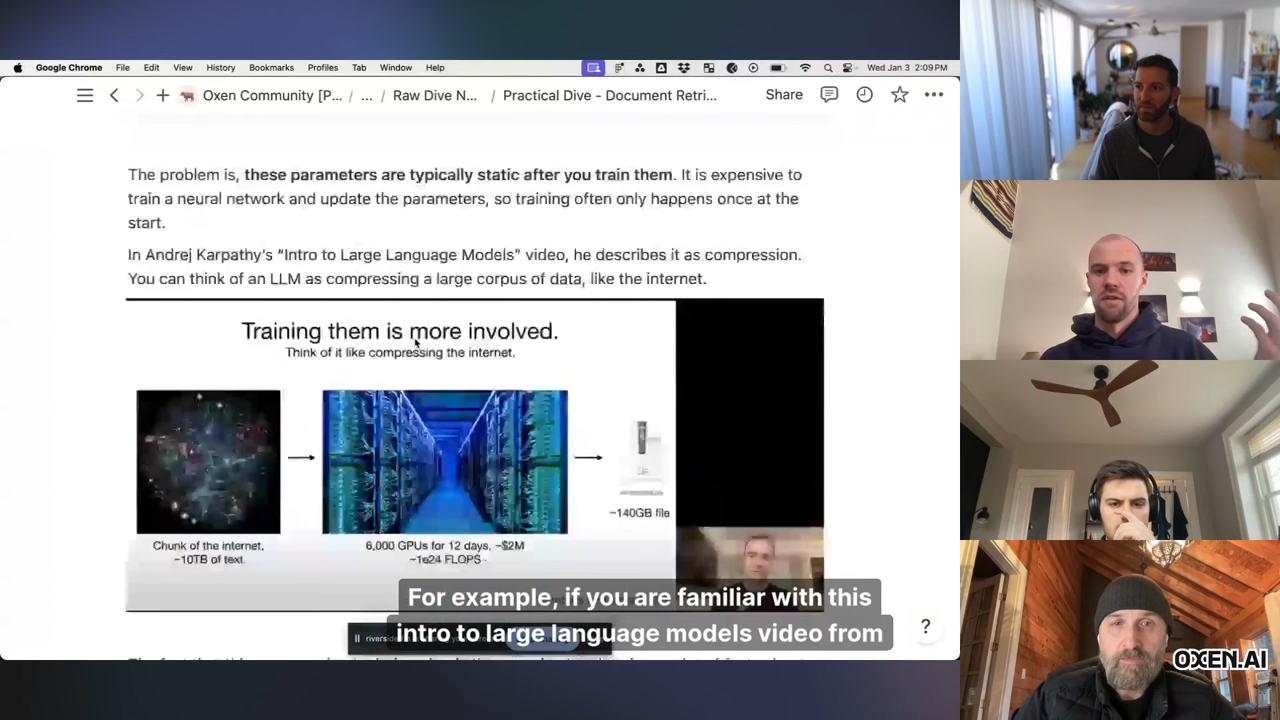 Google Chrome File Edit View History Bookmarks Profiles Tab Window Help Wed Jan 3 2:09 PM
Oxen Community [P... / ... / Raw Dive N... / Practical Dive - Document Retri... Share
The problem is, these parameters are typically static after you train them. It is expensive to
train a neural network and update the parameters, so training often only happens once at the
start.
In Andrej Karpathy's “Intro to Large Language Models” video, he describes it as compression.
You can think of an LLM as compressing a large corpus of data, like the internet.
Training them is more involved.
Think of it like compressing the internet.
~140GB file
Chunk of the internet,
~10TB of text
6,000 GPUs for 12 days, ~$2M
~1e24 FLOPS
For example, if you are familiar with this
intro to large language models video from
riverside
?
OXEN.AI